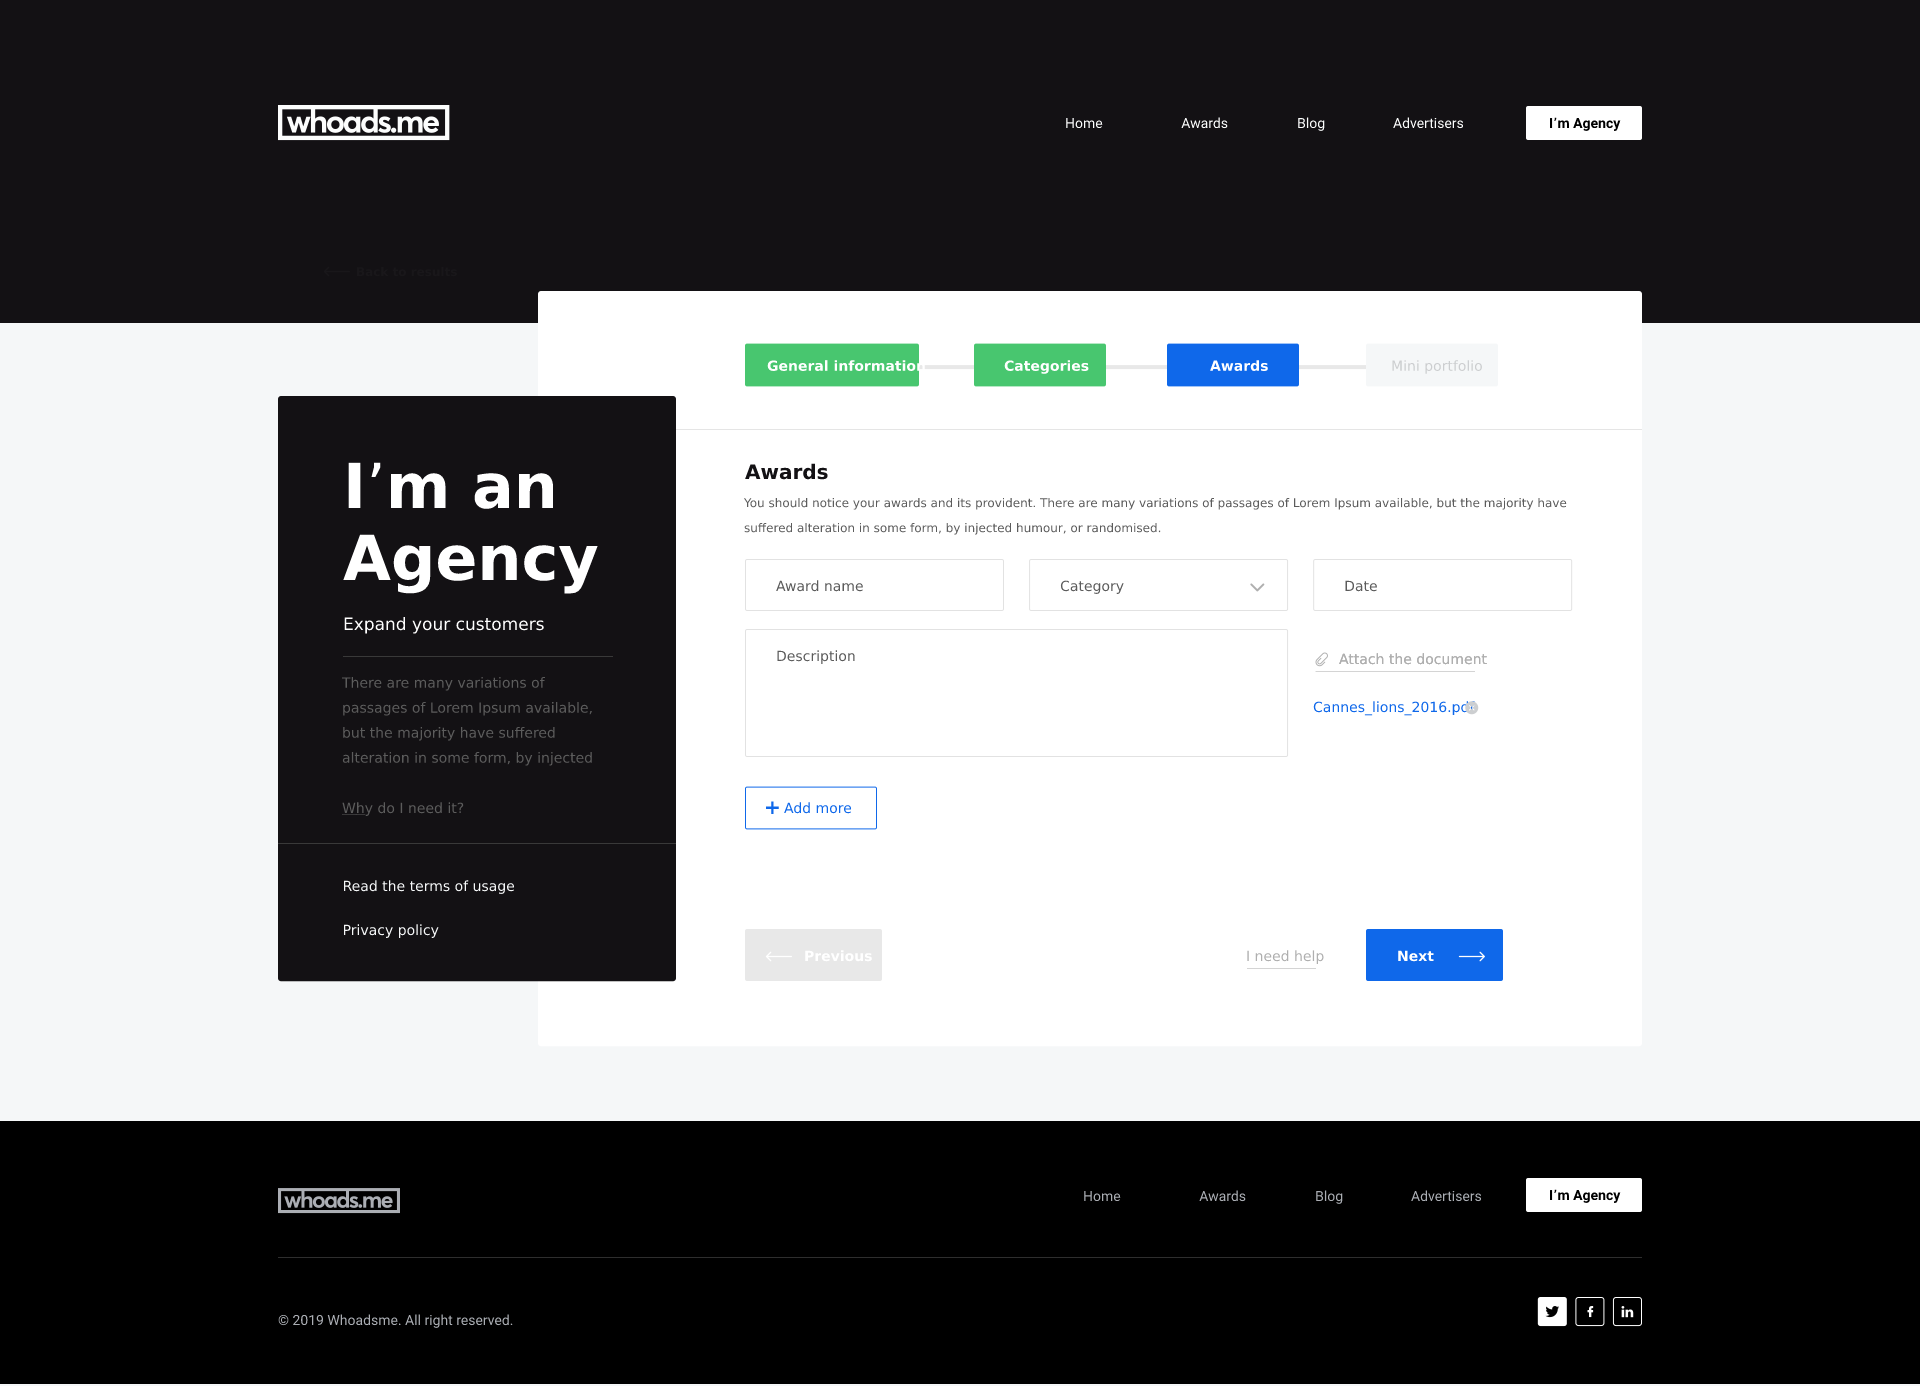 whoads.me
Home
Awards
Blog
Advertisers
I'm Agency
Back to results
General information
Categories
Awards
Mini portfolio
I'm an
Agency
Expand your customers
There are many variations of
passages of Lorem Ipsum available,
but the majority have suffered
alteration in some form, by injected
Why do I need it?
Read the terms of usage
Privacy policy
Awards
You should notice your awards and its provident. There are many variations of passages of Lorem Ipsum available, but the majority have
suffered alteration in some form, by injected humour, or randomised.
Award name
Category
Date
Description
Attach the document
Cannes_lions_2016.pdf
Add more
Previous
I need help
Next
whoads.me
Home
Awards
Blog
Advertisers
I'm Agency
© 2019 Whoadsme. All right reserved.